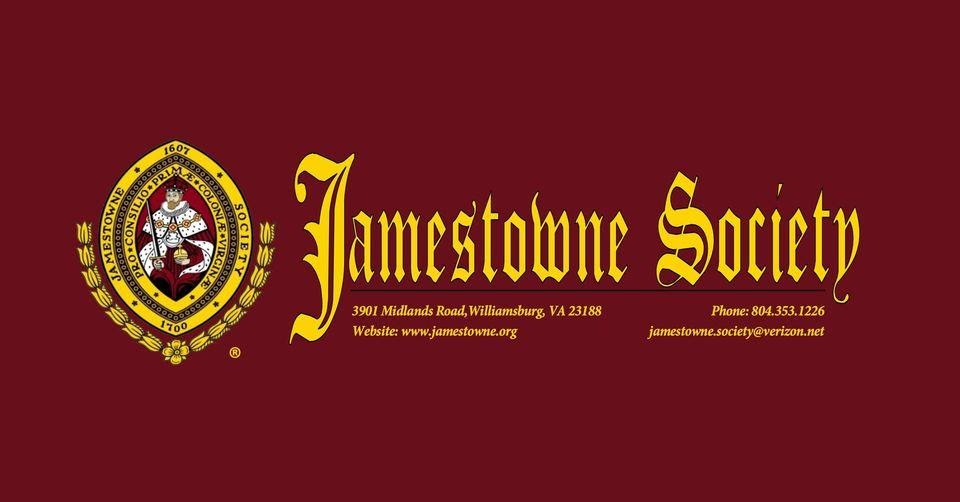 1607
JAMESTOWNE SOCIETY
PRO★CONSILIO★PRIMÆ★COLONIÆ★VIRGINÆ
1700
®
Jamestowne Society
3901 Midlands Road,Williamsburg, VA 23188
Phone: 804.353.1226
Website: www.jamestowne.org
jamestowne.society@verizon.net